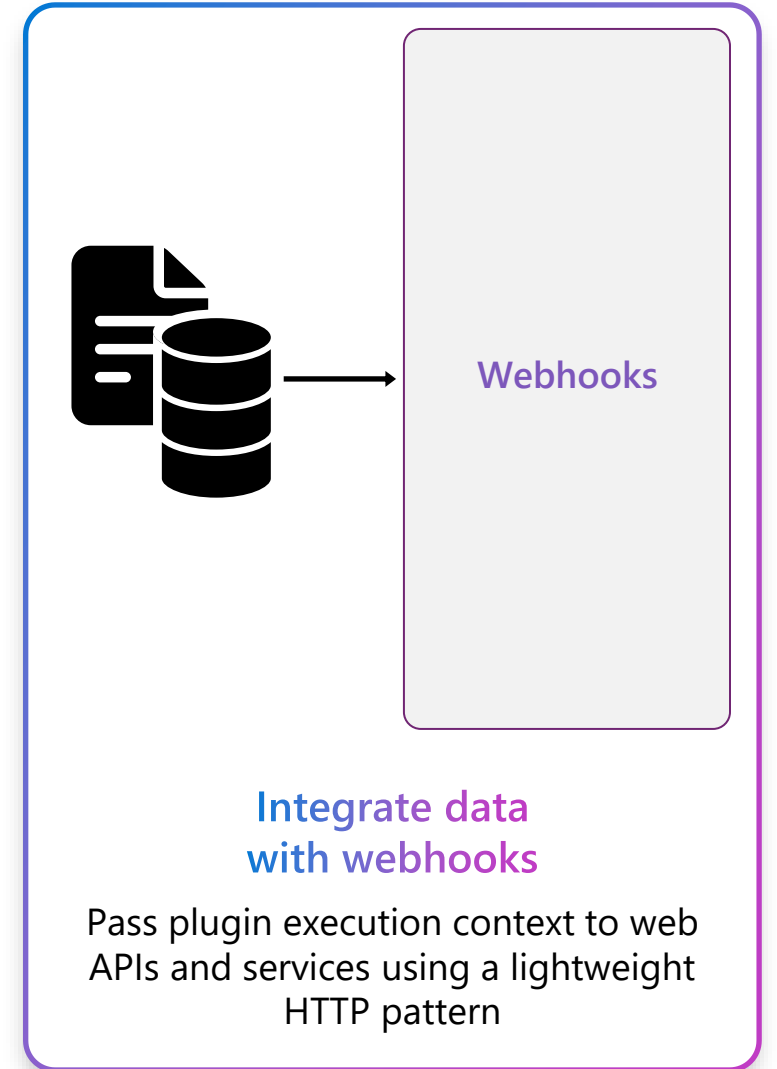 Webhooks
Integrate data
with webhooks
Pass plugin execution context to web
APIs and services using a lightweight
HTTP pattern